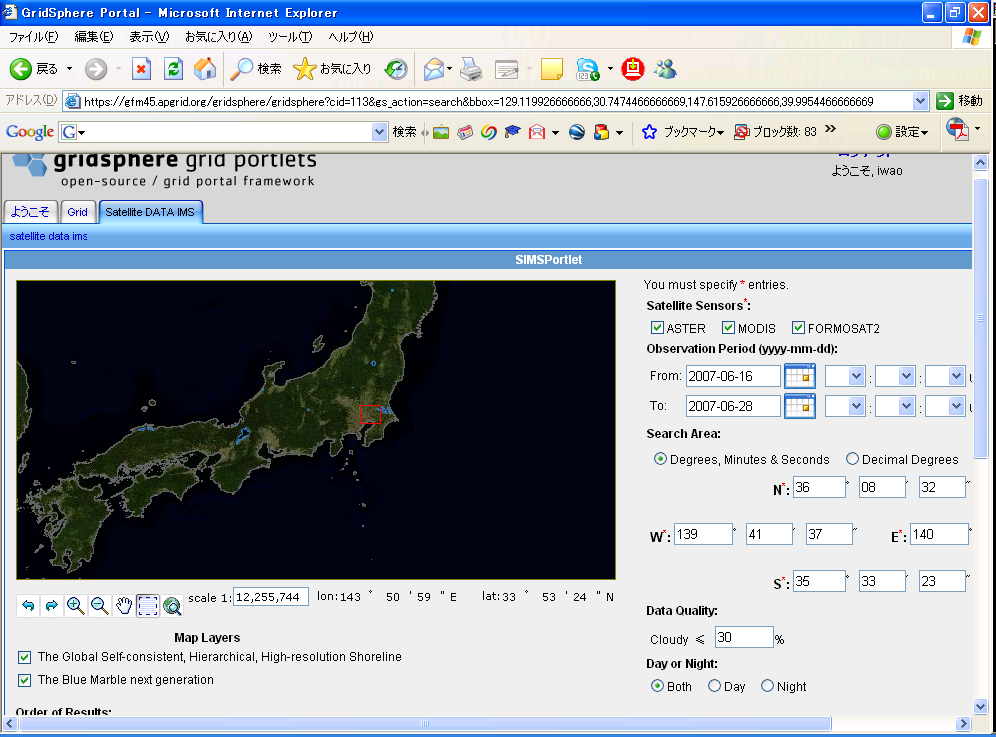 GridSphere Portal - Microsoft Internet Explorer
ファイル(F) 編集(E) 表示(V) お気に入り(A) ツール(T) ヘルプ(H)
戻る 検索 お気に入り
アドレス(D) https://gfm45.apgrid.org/gridsphere/gridsphere?cid=113&gs_action=search&bbox=129.119926666666,30.7474466666669,147.615926666666,39.9954466666669 移動
Google G 検索 ブックマーク ブロック数: 83 » 設定
gridsphere grid portlets
open-source / grid portal framework
ログアウト
ようこそ, iwao
ようこそ Grid Satellite DATA IMS
satellite data ims
SIMSPortlet
You must specify * entries.
Satellite Sensors*:
ASTER MODIS FORMOSAT2
Observation Period (yyyy-mm-dd):
From: 2007-06-16 : :
To: 2007-06-28 : :
Search Area:
Degrees, Minutes & Seconds Decimal Degrees
N*: 36 ° 08 ′ 32 ″
W*: 139 ° 41 ′ 37 ″ E*: 140 °
S*: 35 ° 33 ′ 23 ″
Data Quality:
Cloudy ≤ 30 %
Day or Night:
Both Day Night
scale 1: 12,255,744 lon:143 ° 50 ' 59 " E lat:33 ° 53 ' 24 " N
Map Layers
The Global Self-consistent, Hierarchical, High-resolution Shoreline
The Blue Marble next generation
Order of Results: